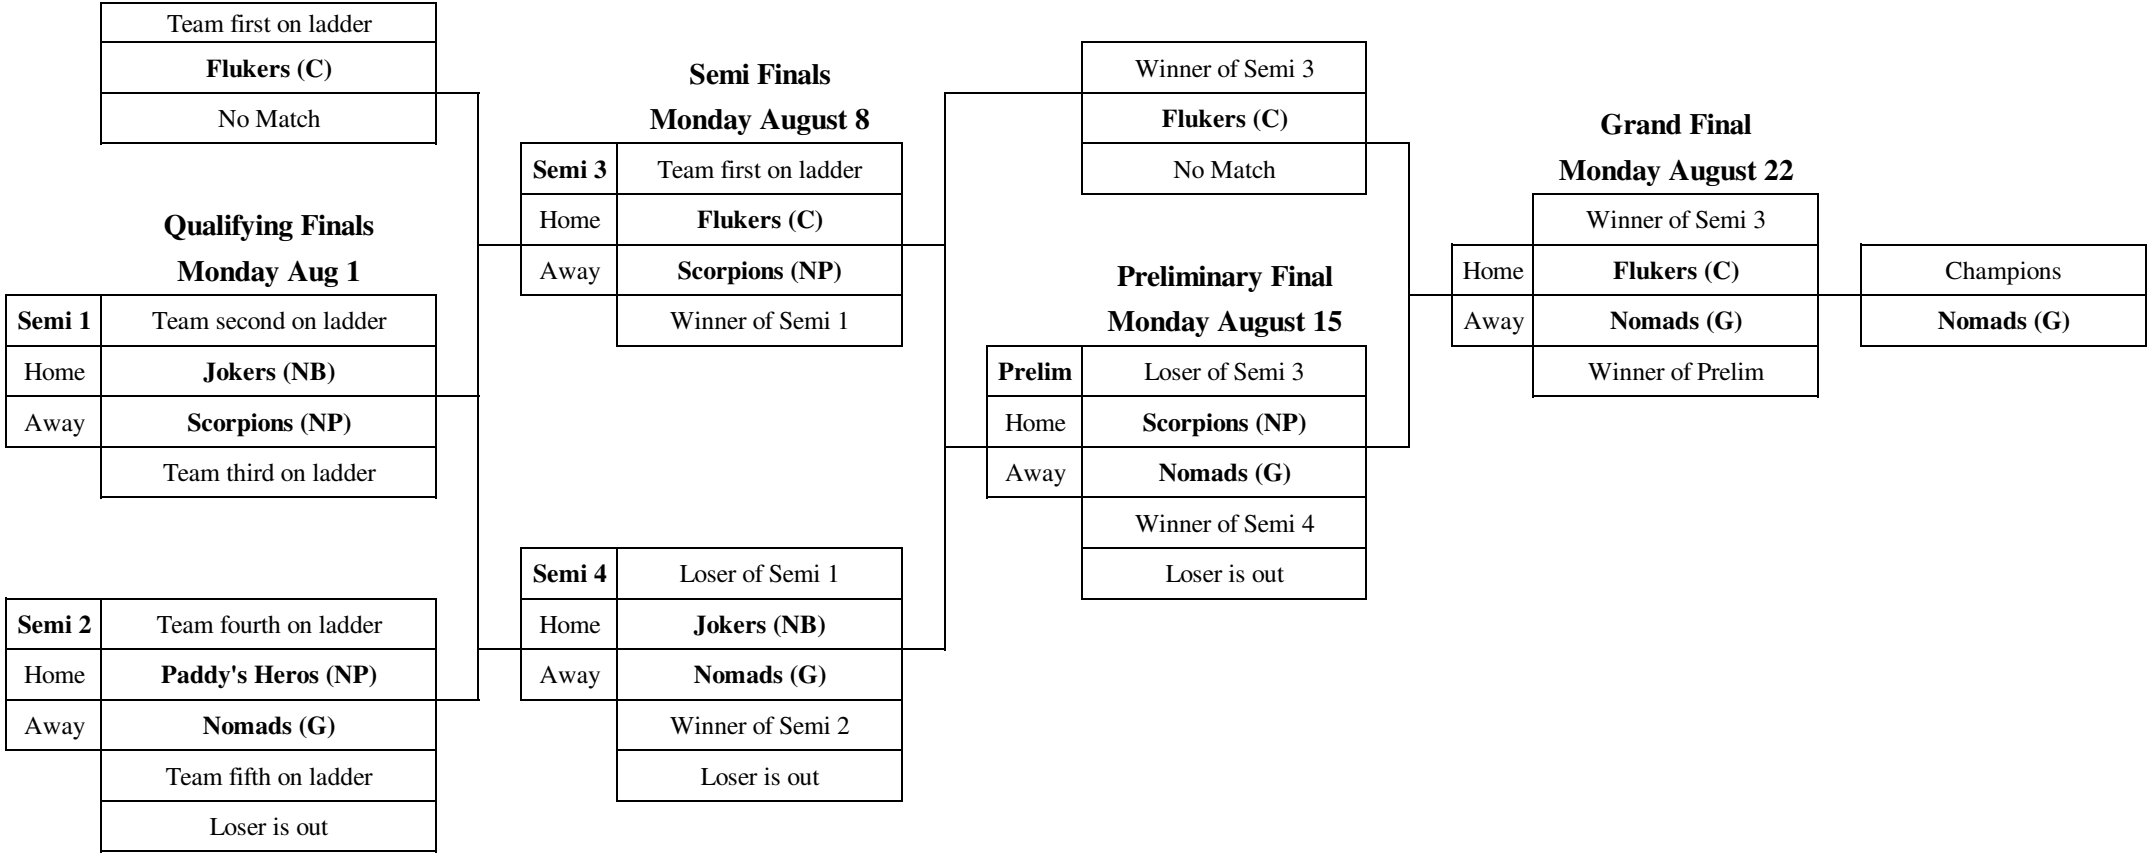 Team first on ladder
Flukers (C)
No Match
Qualifying Finals
Monday Aug 1
Semi 1 Team second on ladder
Home Jokers (NB)
Away Scorpions (NP)
Team third on ladder
Semi 2 Team fourth on ladder
Home Paddy's Heros (NP)
Away Nomads (G)
Team fifth on ladder
Loser is out
Semi Finals
Monday August 8
Semi 3 Team first on ladder
Home Flukers (C)
Away Scorpions (NP)
Winner of Semi 1
Semi 4 Loser of Semi 1
Home Jokers (NB)
Away Nomads (G)
Winner of Semi 2
Loser is out
Winner of Semi 3
Flukers (C)
No Match
Preliminary Final
Monday August 15
Prelim Loser of Semi 3
Home Scorpions (NP)
Away Nomads (G)
Winner of Semi 4
Loser is out
Grand Final
Monday August 22
Winner of Semi 3
Home Flukers (C)
Away Nomads (G)
Winner of Prelim
Champions
Nomads (G)